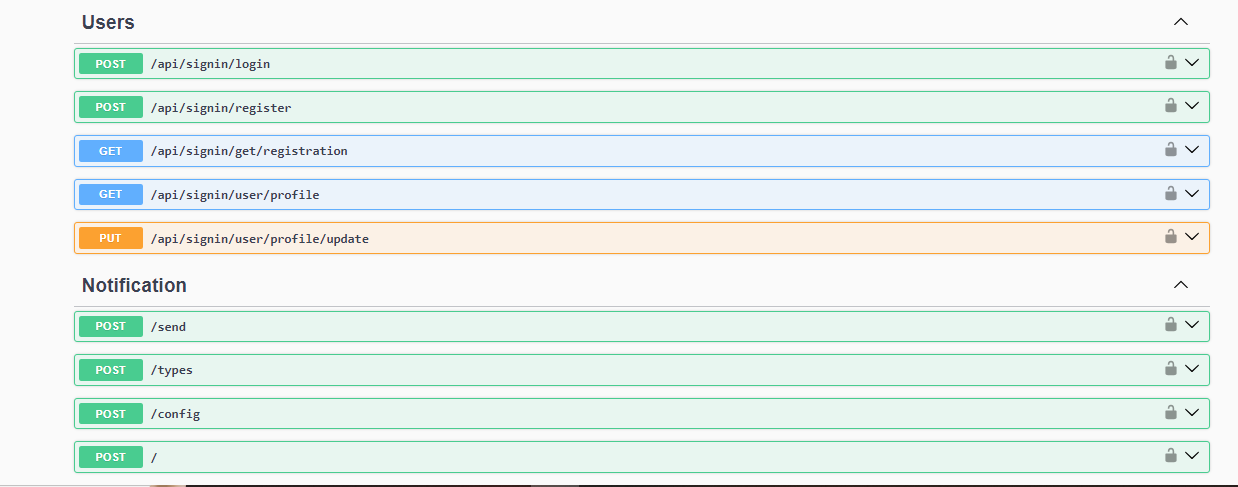 Users
POST /api/signin/login
POST /api/signin/register
GET /api/signin/get/registration
GET /api/signin/user/profile
PUT /api/signin/user/profile/update
Notification
POST /send
POST /types
POST /config
POST /